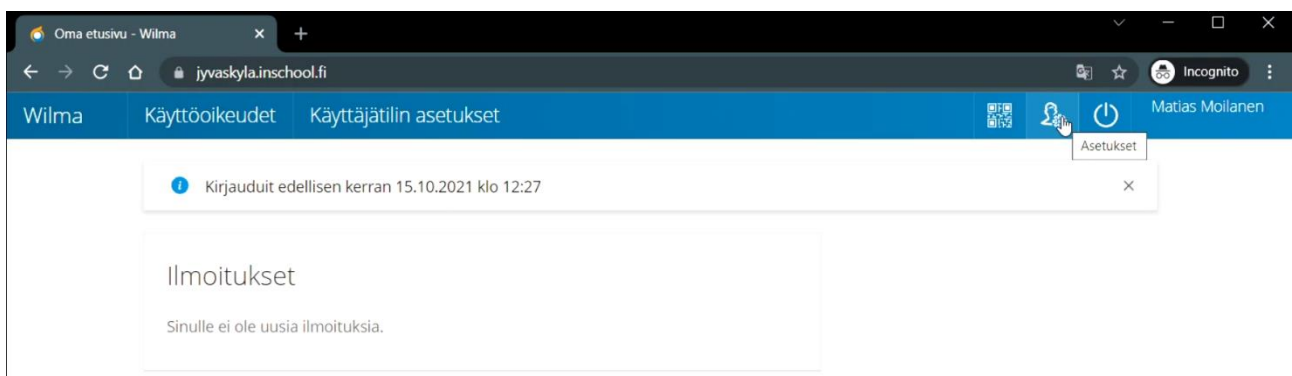 Oma etusivu - Wilma
jyvaskyla.inschool.fi
Incognito
Wilma Käyttöoikeudet Käyttäjätilin asetukset Matias Moilanen
Asetukset
Kirjauduit edellisen kerran 15.10.2021 klo 12:27
Ilmoitukset
Sinulle ei ole uusia ilmoituksia.